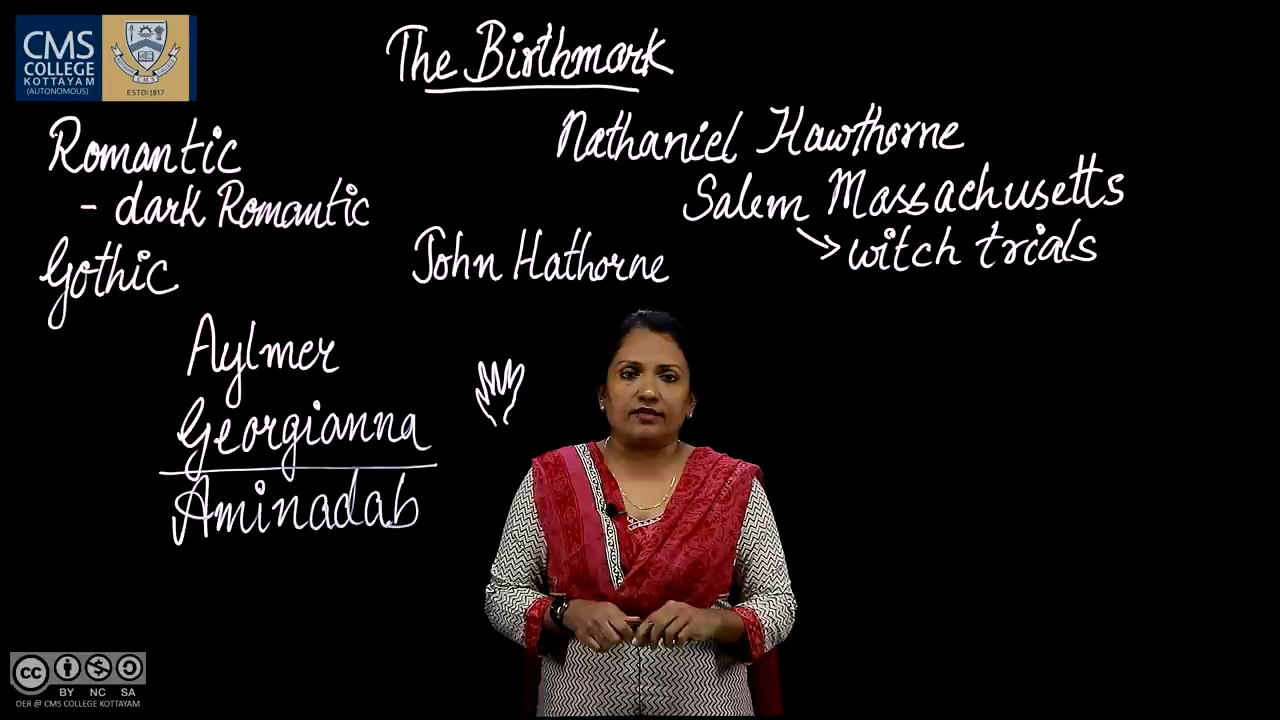 CMS
COLLEGE
KOTTAYAM
(AUTONOMOUS)
ESTD:1817
The Birthmark
Nathaniel Hawthorne
Salem Massachusetts
witch trials
Romantic
- dark Romantic
Gothic
John Hathorne
Aylmer
Georgianna
Aminadab
cc
BY NC SA
OER @ CMS COLLEGE KOTTAYAM